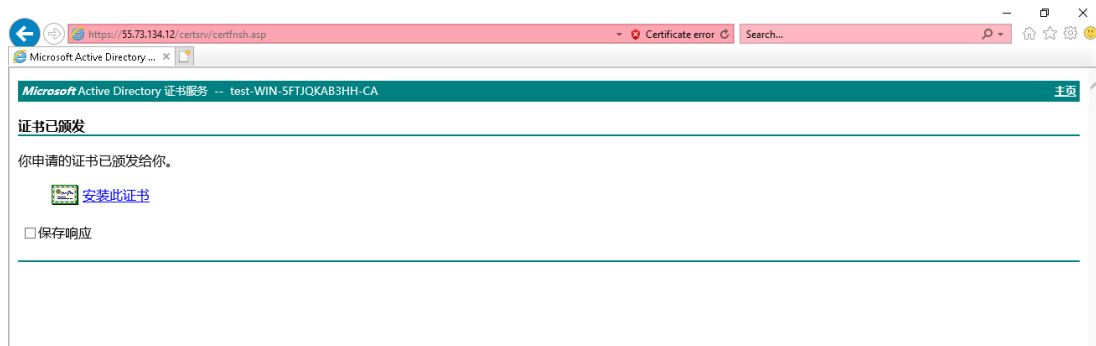 https://55.73.134.12/certsrv/certfnsh.asp
Certificate error
Search...
Microsoft Active Directory ...
Microsoft Active Directory 证书服务 -- test-WIN-5FTJQKAB3HH-CA 主页
证书已颁发
你申请的证书已颁发给你。
安装此证书
保存响应